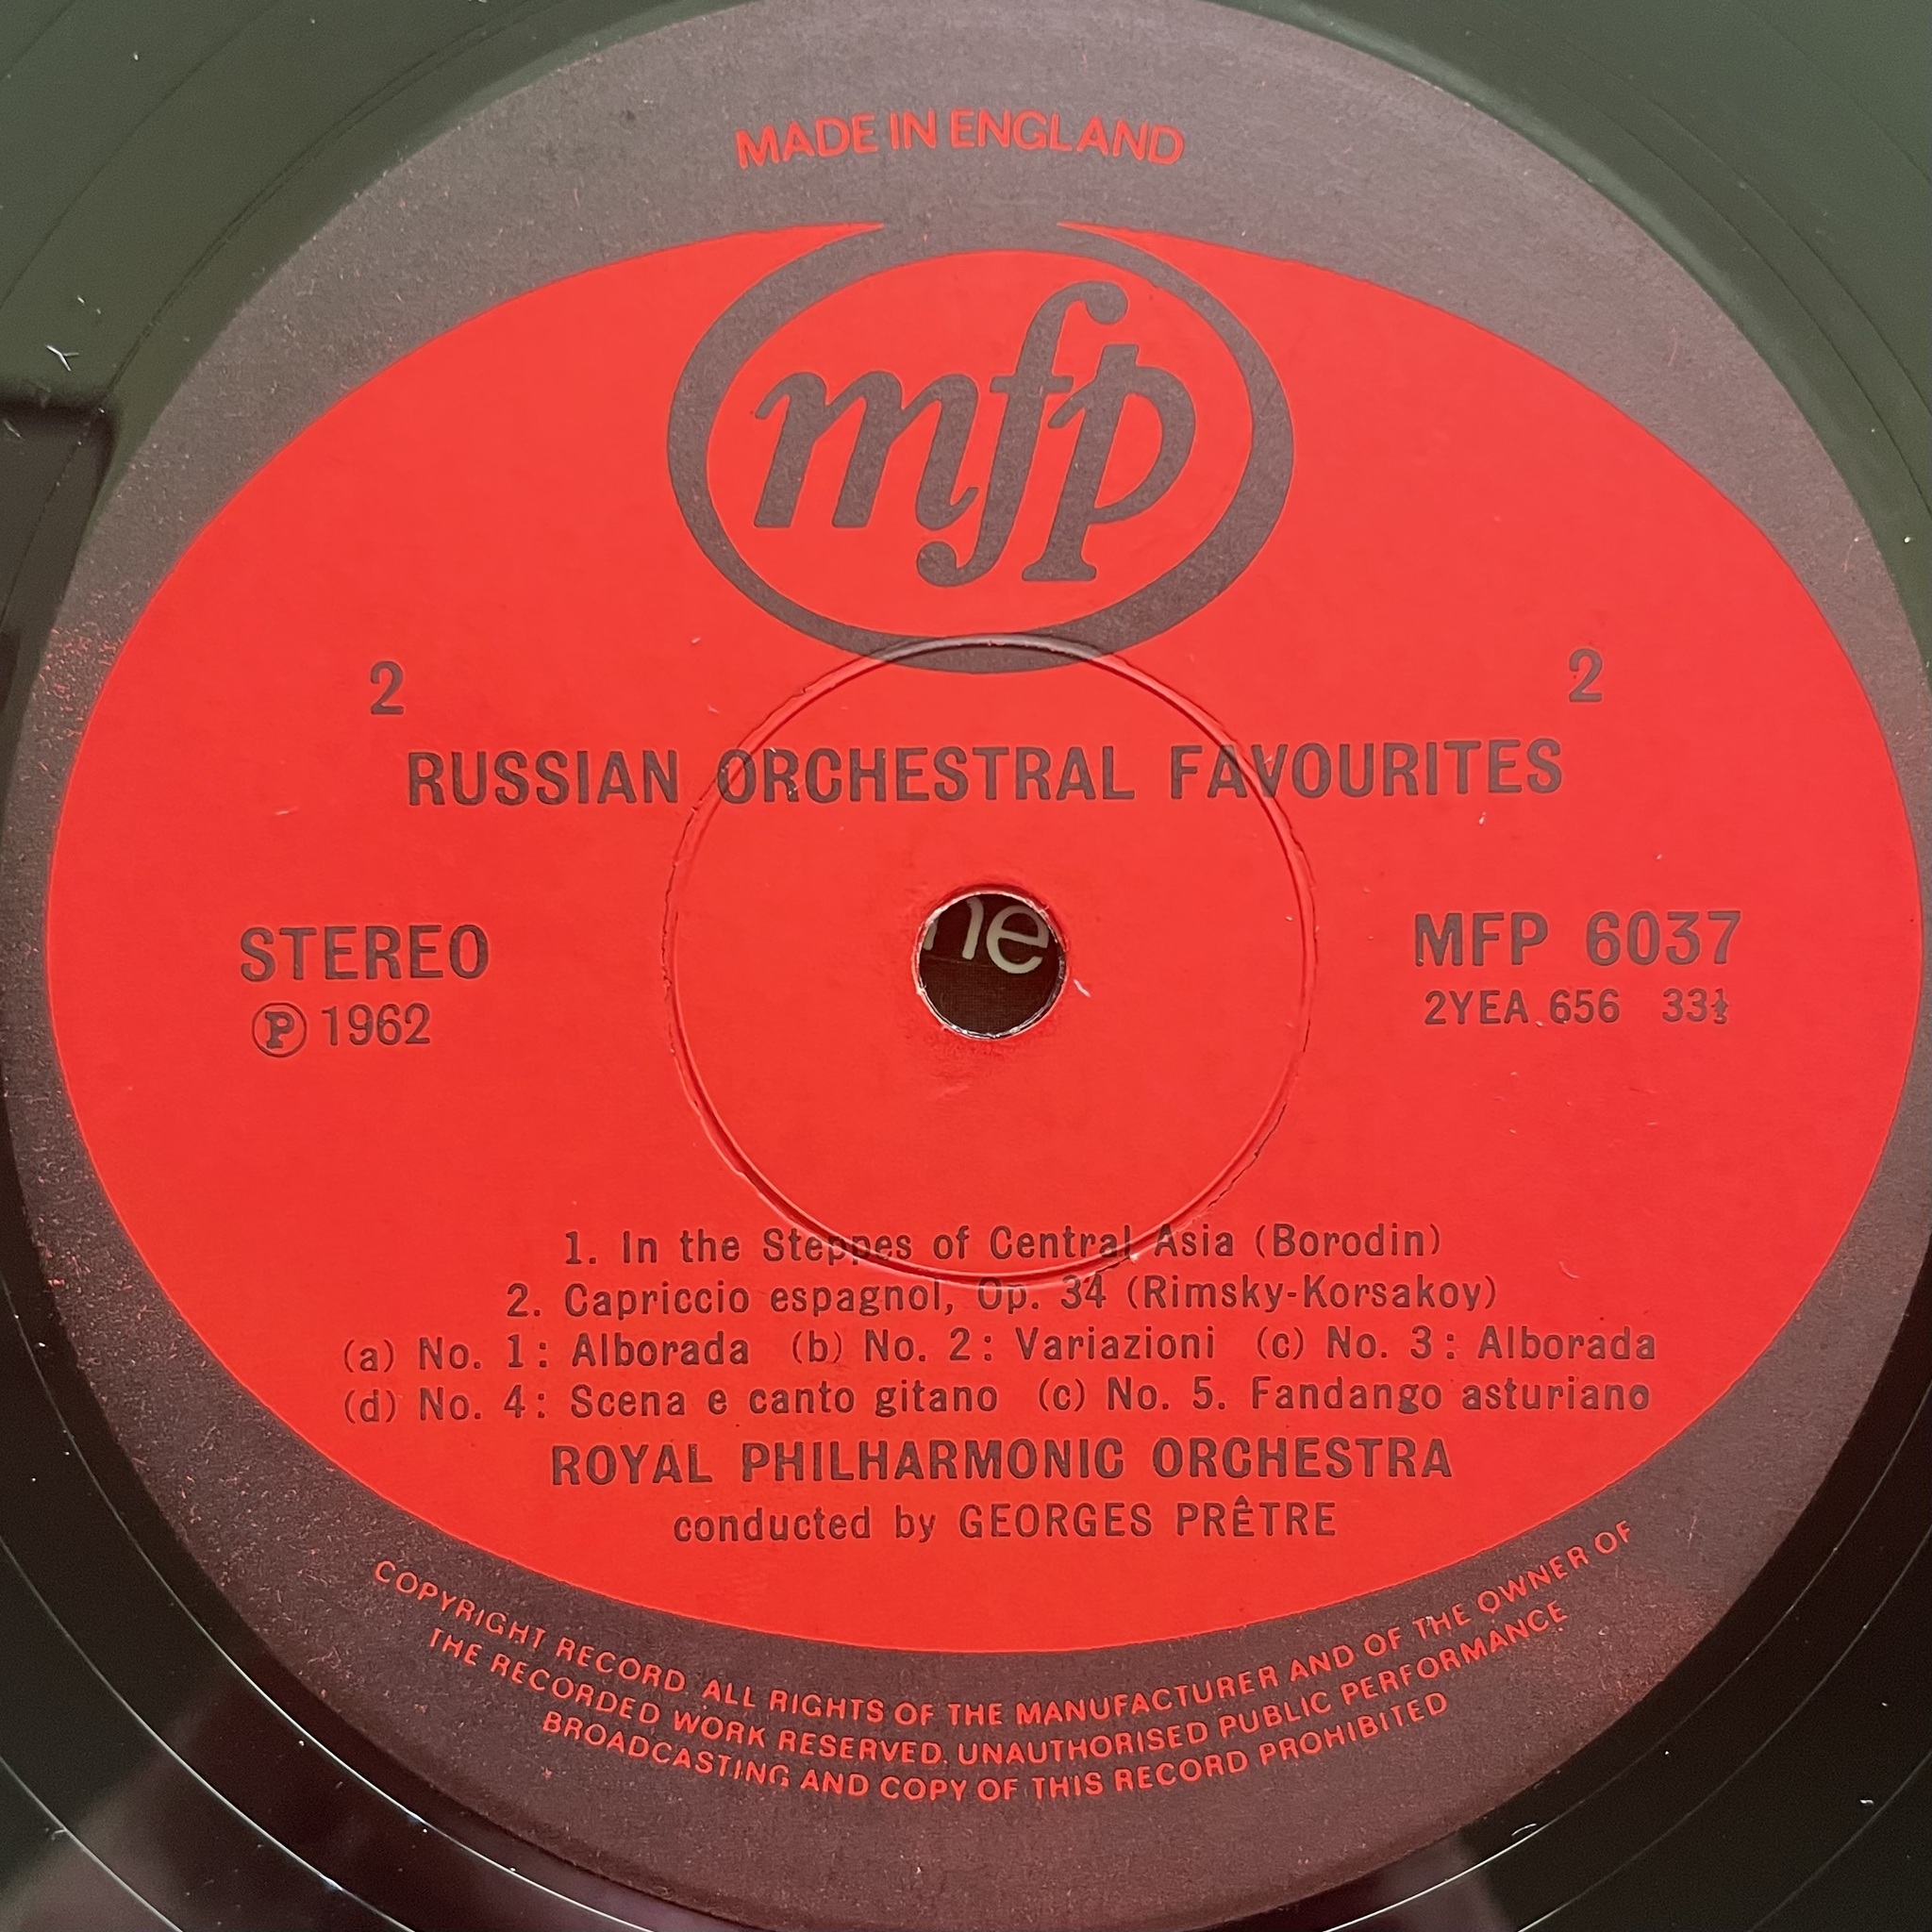 MADE IN ENGLAND
mfp
2 2
RUSSIAN ORCHESTRAL FAVOURITES
STEREO MFP 6037
Ⓟ 1962 2YEA 656 33⅓
ne
1. In the Steppes of Central Asia (Borodin)
2. Capriccio espagnol, Op. 34 (Rimsky-Korsakoy)
(a) No. 1: Alborada (b) No. 2: Variazioni (c) No. 3: Alborada
(d) No. 4: Scena e canto gitano (c) No. 5. Fandango asturiano
ROYAL PHILHARMONIC ORCHESTRA
conducted by GEORGES PRÊTRE
COPYRIGHT RECORD. ALL RIGHTS OF THE MANUFACTURER AND OF THE OWNER OF
THE RECORDED WORK RESERVED. UNAUTHORISED PUBLIC PERFORMANCE
BROADCASTING AND COPY OF THIS RECORD PROHIBITED